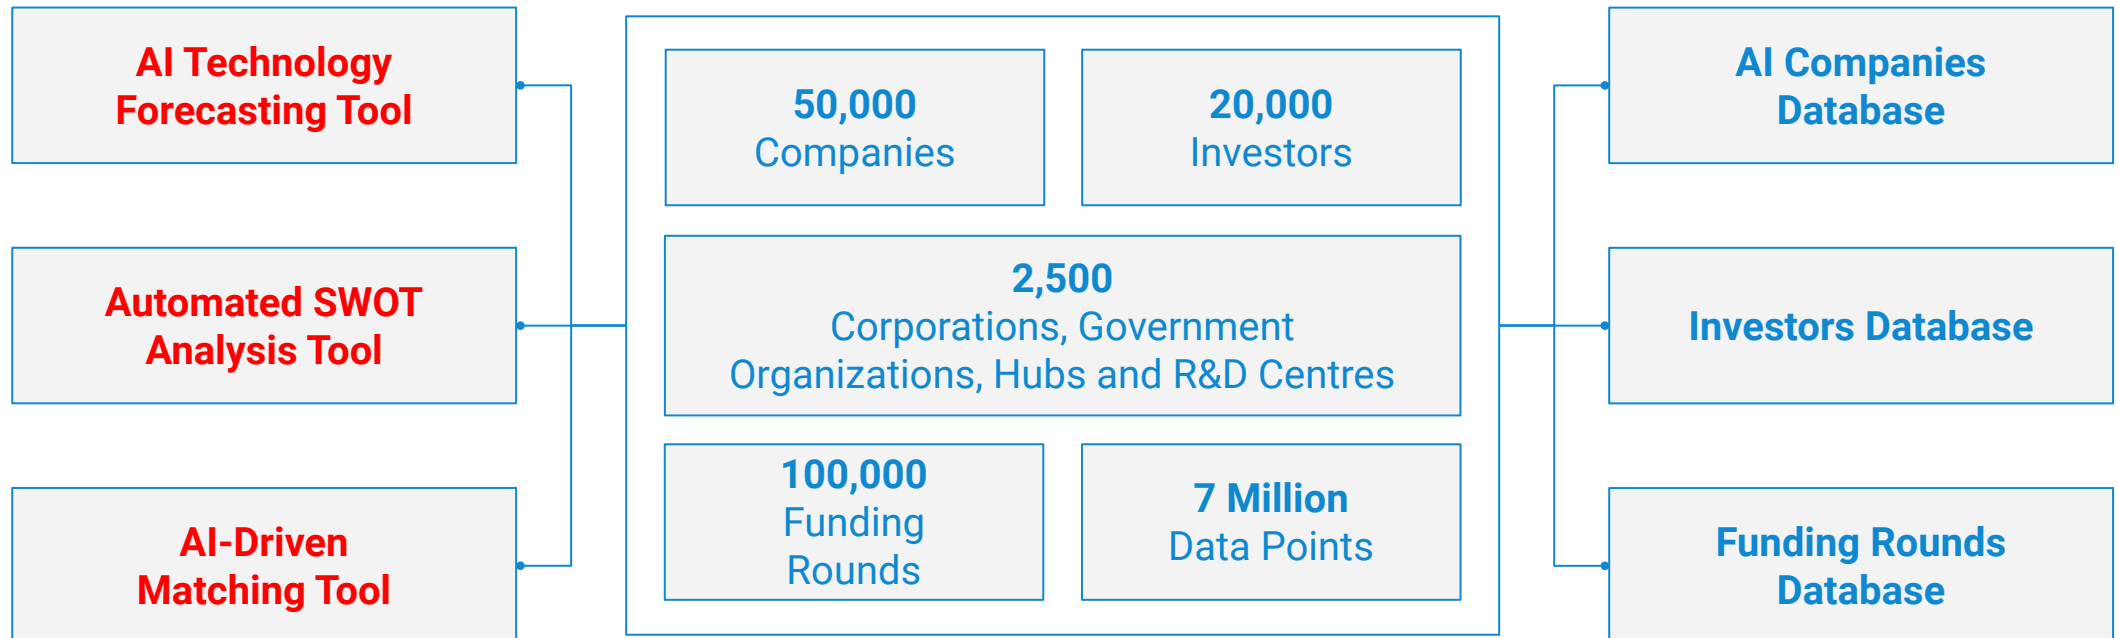 AI Technology
Forecasting Tool
Automated SWOT
Analysis Tool
AI-Driven
Matching Tool
50,000
Companies
20,000
Investors
2,500
Corporations, Government
Organizations, Hubs and R&D Centres
100,000
Funding
Rounds
7 Million
Data Points
AI Companies
Database
Investors Database
Funding Rounds
Database